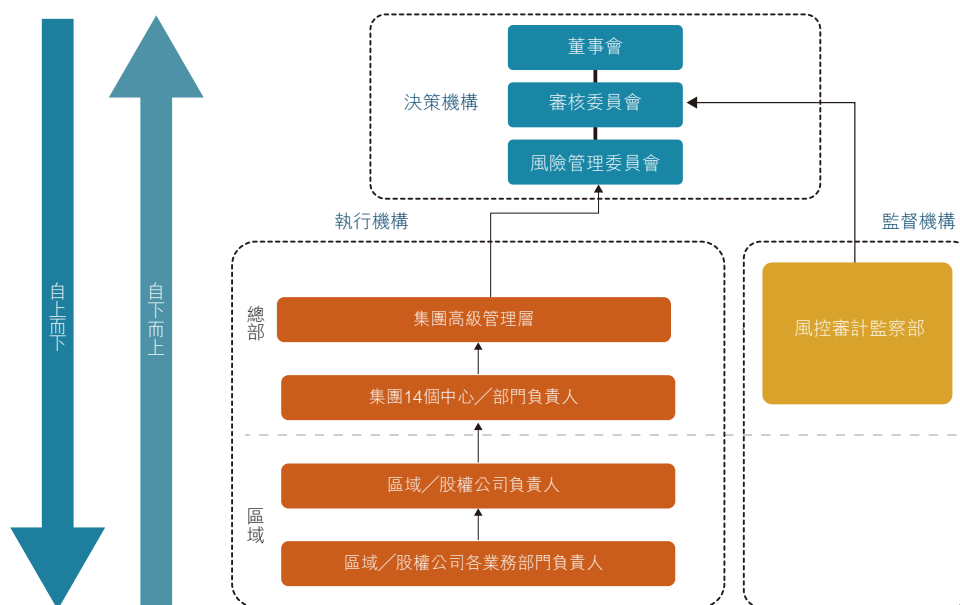 董事會
決策機構
審核委員會
風險管理委員會
執行機構
監督機構
自上而下
自下而上
總部
集團高級管理層
風控審計監察部
集團14個中心／部門負責人
區域
區域／股權公司負責人
區域／股權公司各業務部門負責人